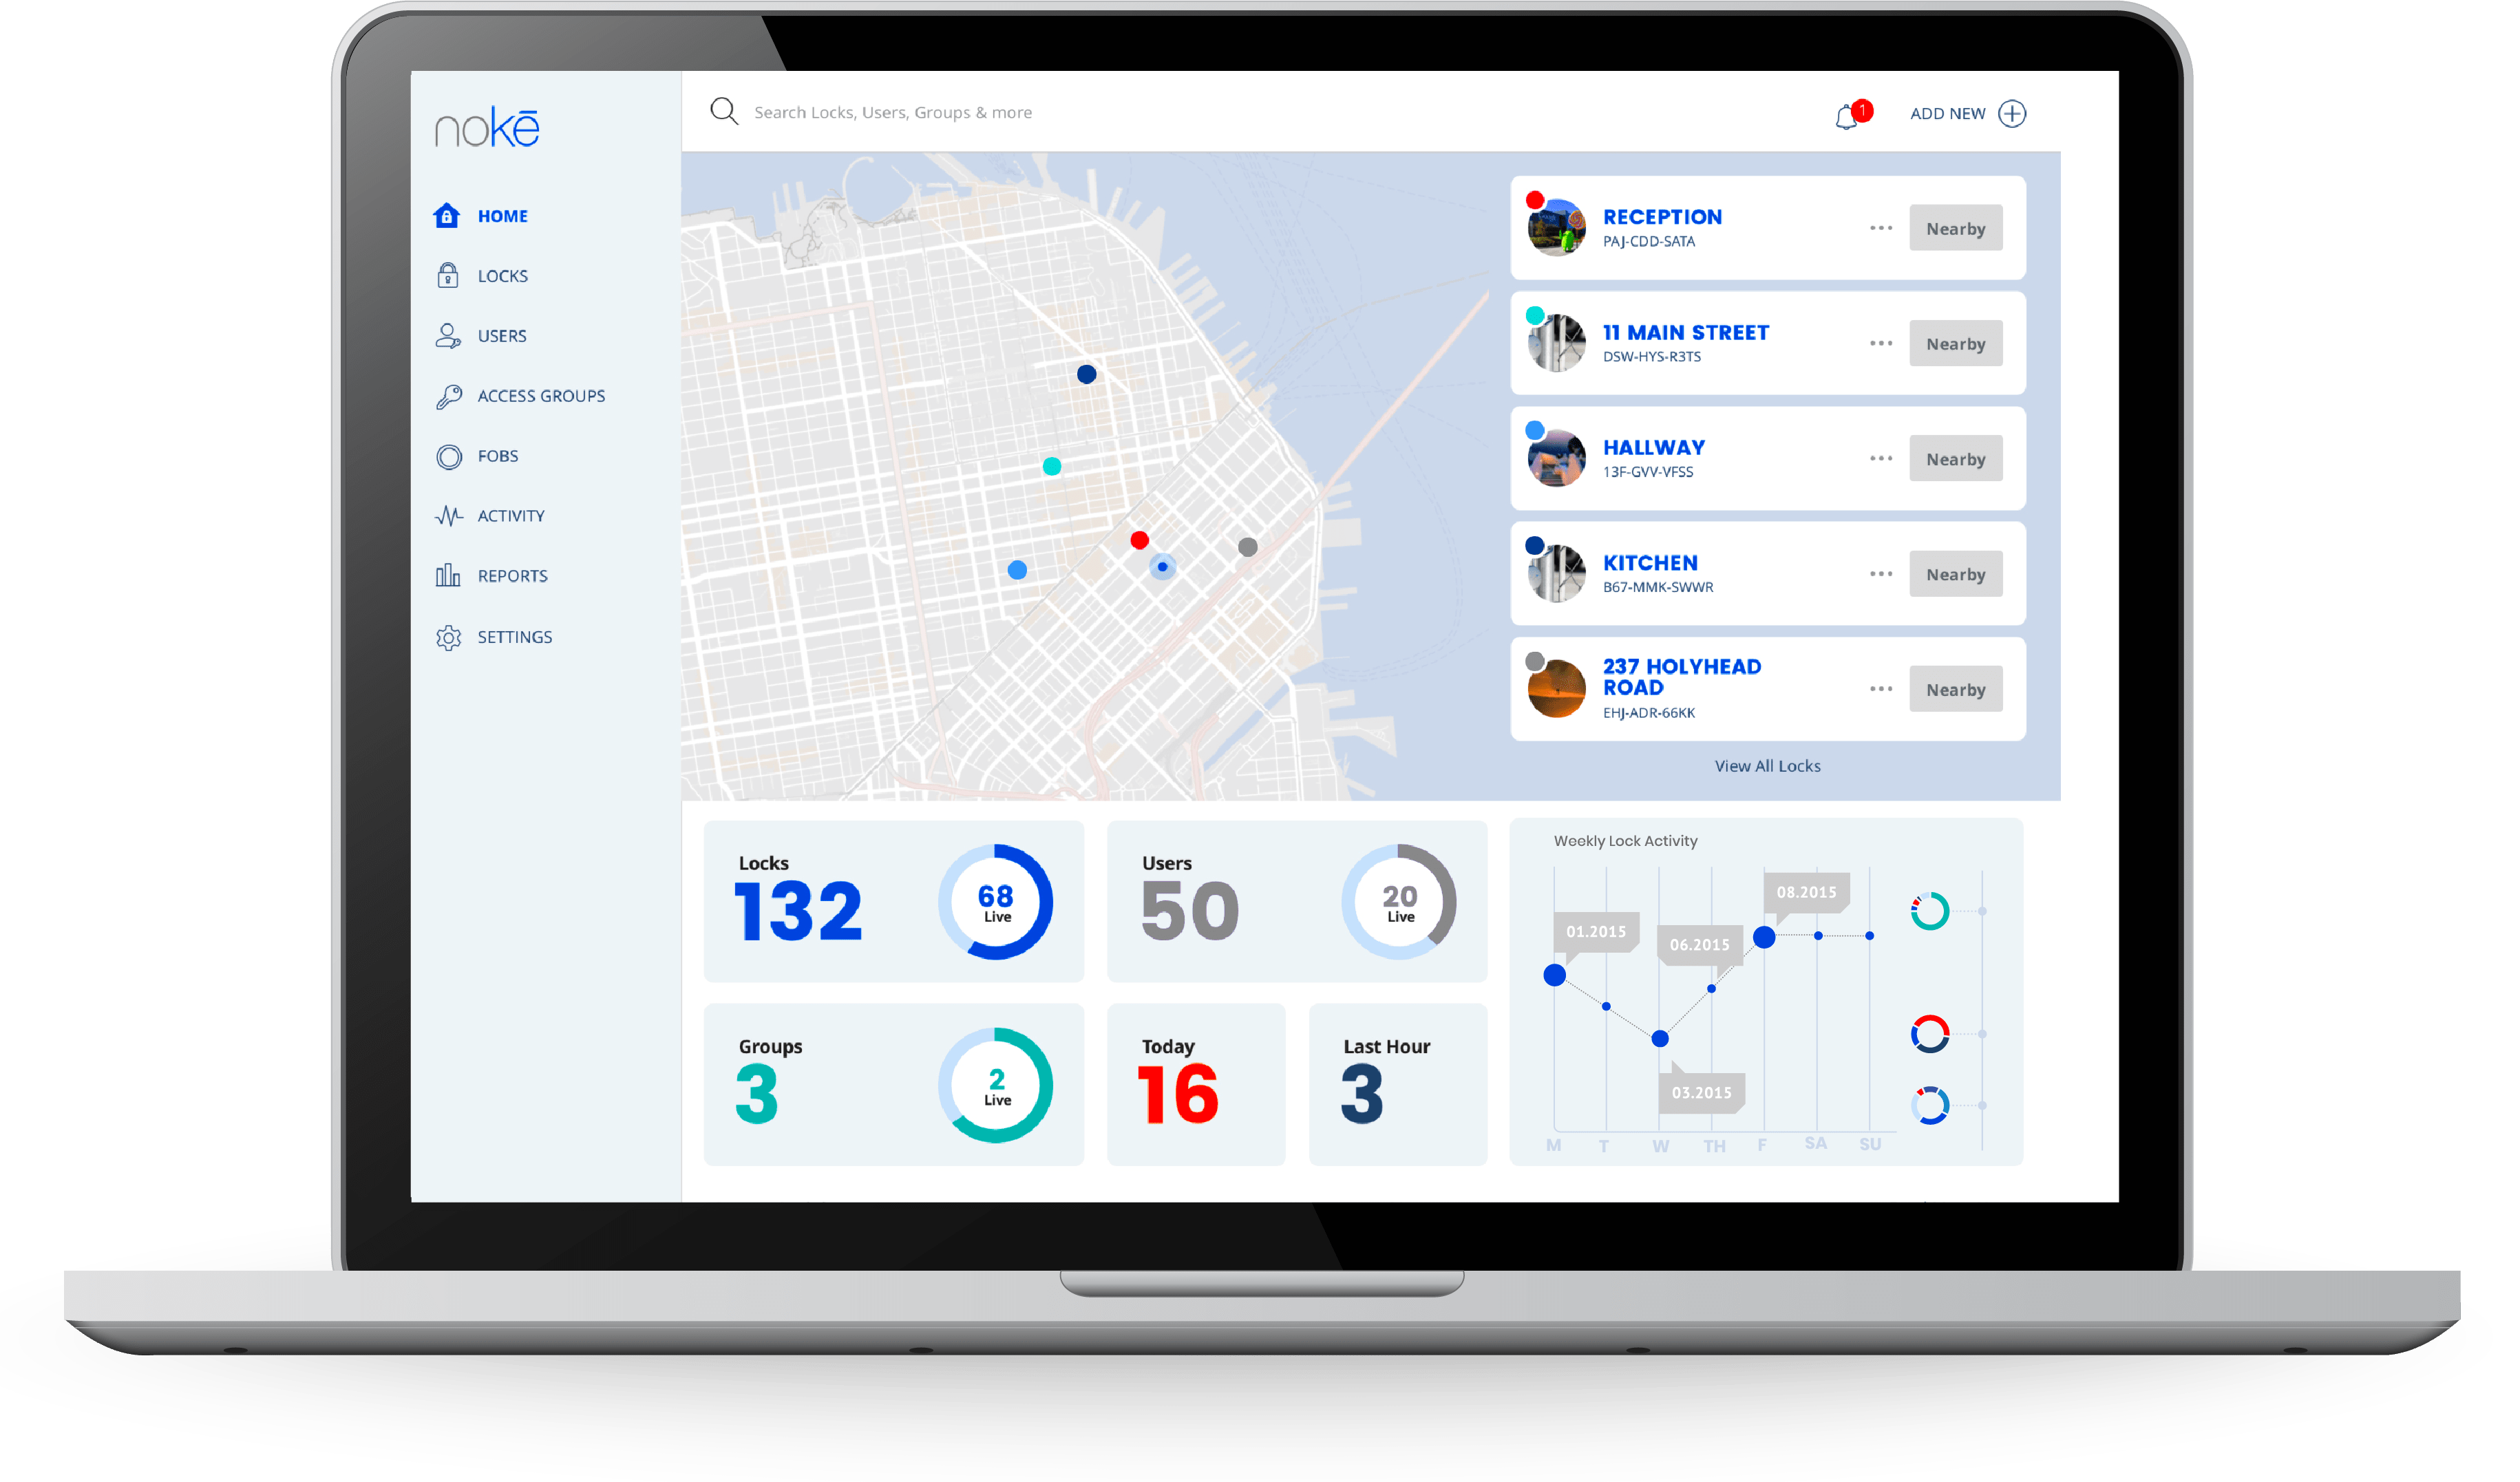 nokē
HOME
LOCKS
USERS
ACCESS GROUPS
FOBS
ACTIVITY
REPORTS
SETTINGS
Search Locks, Users, Groups & more
1
ADD NEW
RECEPTION
PAJ-CDD-SATA
Nearby
11 MAIN STREET
DSW-HYS-R3TS
Nearby
HALLWAY
13F-GVV-VFSS
Nearby
KITCHEN
B67-MMK-SWWR
Nearby
237 HOLYHEAD
ROAD
EHJ-ADR-66KK
Nearby
View All Locks
Locks
132
68
Live
Users
50
20
Live
Groups
3
2
Live
Today
16
Last Hour
3
Weekly Lock Activity
08.2015
01.2015
06.2015
03.2015
M T W TH F SA SU